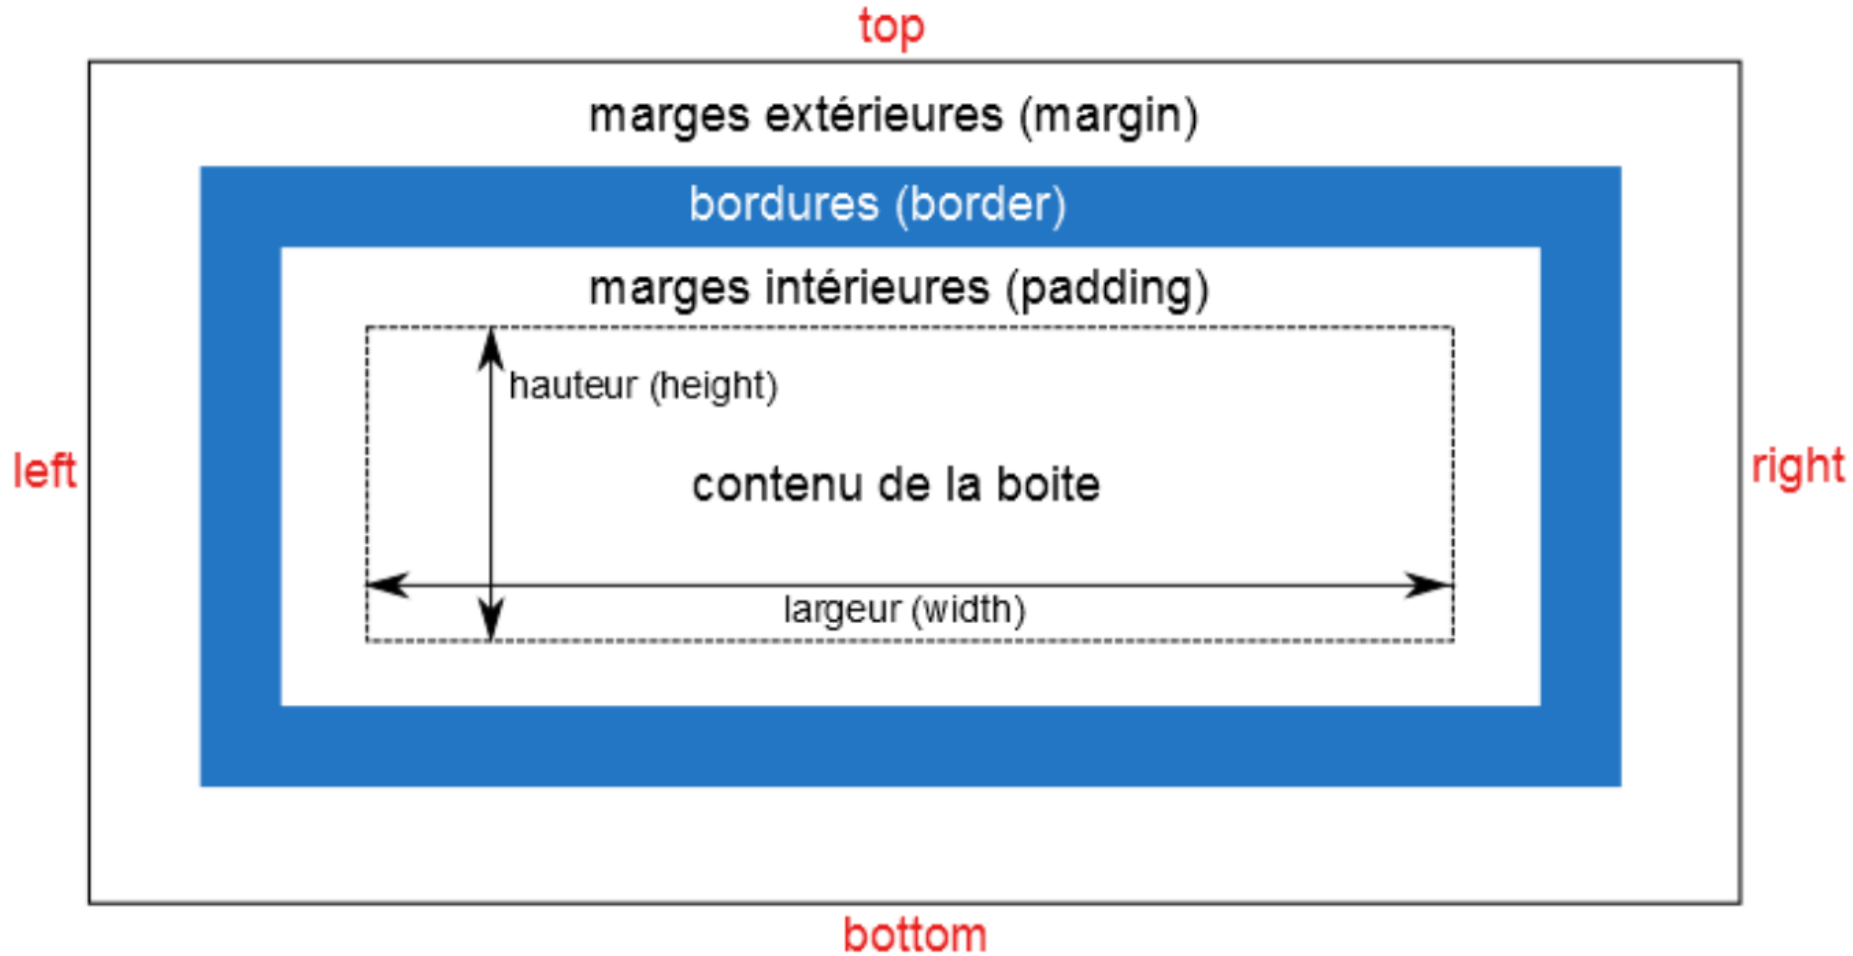 top
marges extérieures (margin)
bordures (border)
marges intérieures (padding)
hauteur (height)
left
contenu de la boite
right
largeur (width)
bottom